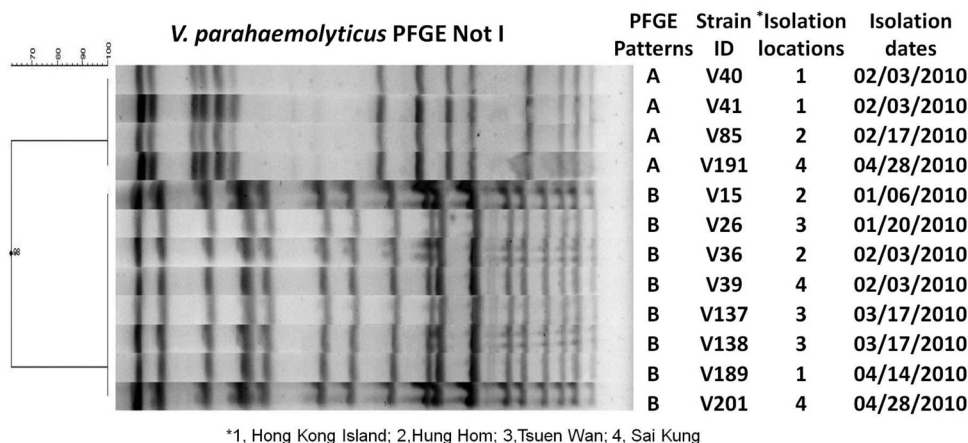 V. parahaemolyticus PFGE Not I
PFGE Strain *Isolation Isolation
Patterns ID locations dates
70 80 90 100
A V40 1 02/03/2010
A V41 1 02/03/2010
A V85 2 02/17/2010
A V191 4 04/28/2010
B V15 2 01/06/2010
B V26 3 01/20/2010
B V36 2 02/03/2010
B V39 4 02/03/2010
B V137 3 03/17/2010
B V138 3 03/17/2010
B V189 1 04/14/2010
B V201 4 04/28/2010
*1, Hong Kong Island; 2,Hung Hom; 3,Tsuen Wan; 4, Sai Kung